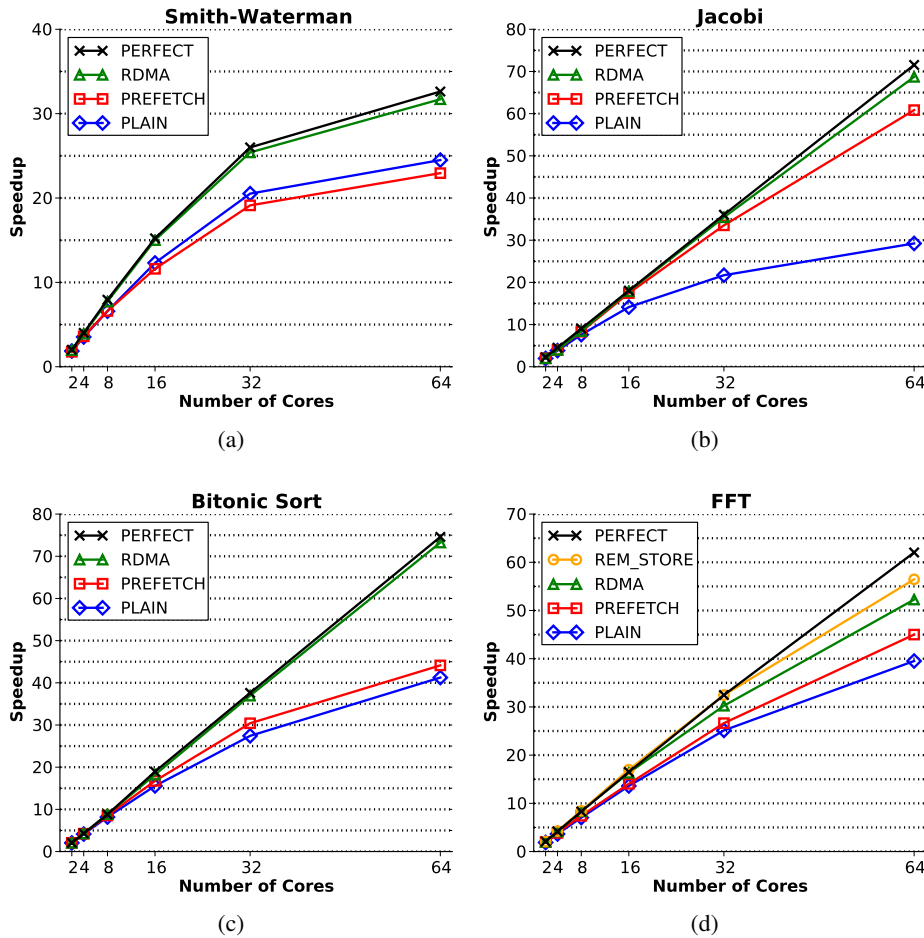 Smith-Waterman
40
30
20
10
0
Speedup
PERFECT
RDMA
PREFETCH
PLAIN
2 4 8 16 32 64
Number of Cores
(a)
Jacobi
80
70
60
50
40
30
20
10
0
Speedup
PERFECT
RDMA
PREFETCH
PLAIN
2 4 8 16 32 64
Number of Cores
(b)
Bitonic Sort
80
70
60
50
40
30
20
10
0
Speedup
PERFECT
RDMA
PREFETCH
PLAIN
2 4 8 16 32 64
Number of Cores
(c)
FFT
70
60
50
40
30
20
10
0
Speedup
PERFECT
REM_STORE
RDMA
PREFETCH
PLAIN
2 4 8 16 32 64
Number of Cores
(d)